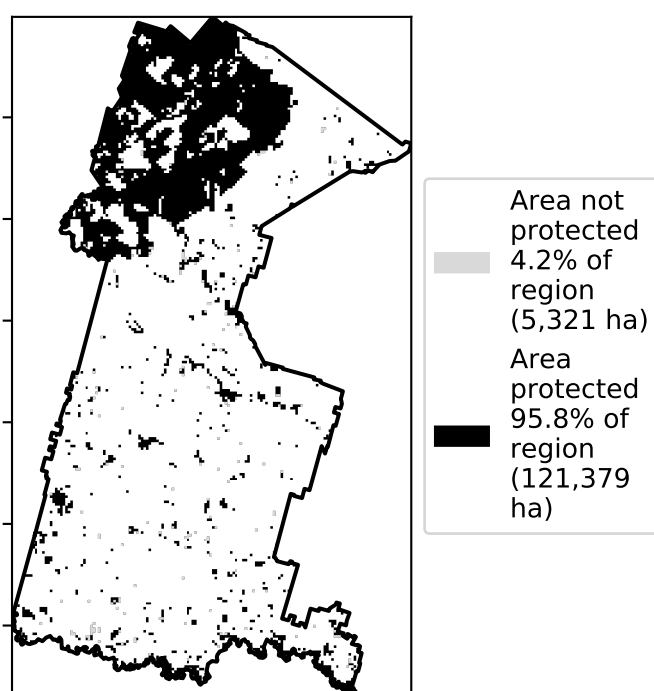 Area not
protected
4.2% of
region
(5,321 ha)
Area
protected
95.8% of
region
(121,379
ha)